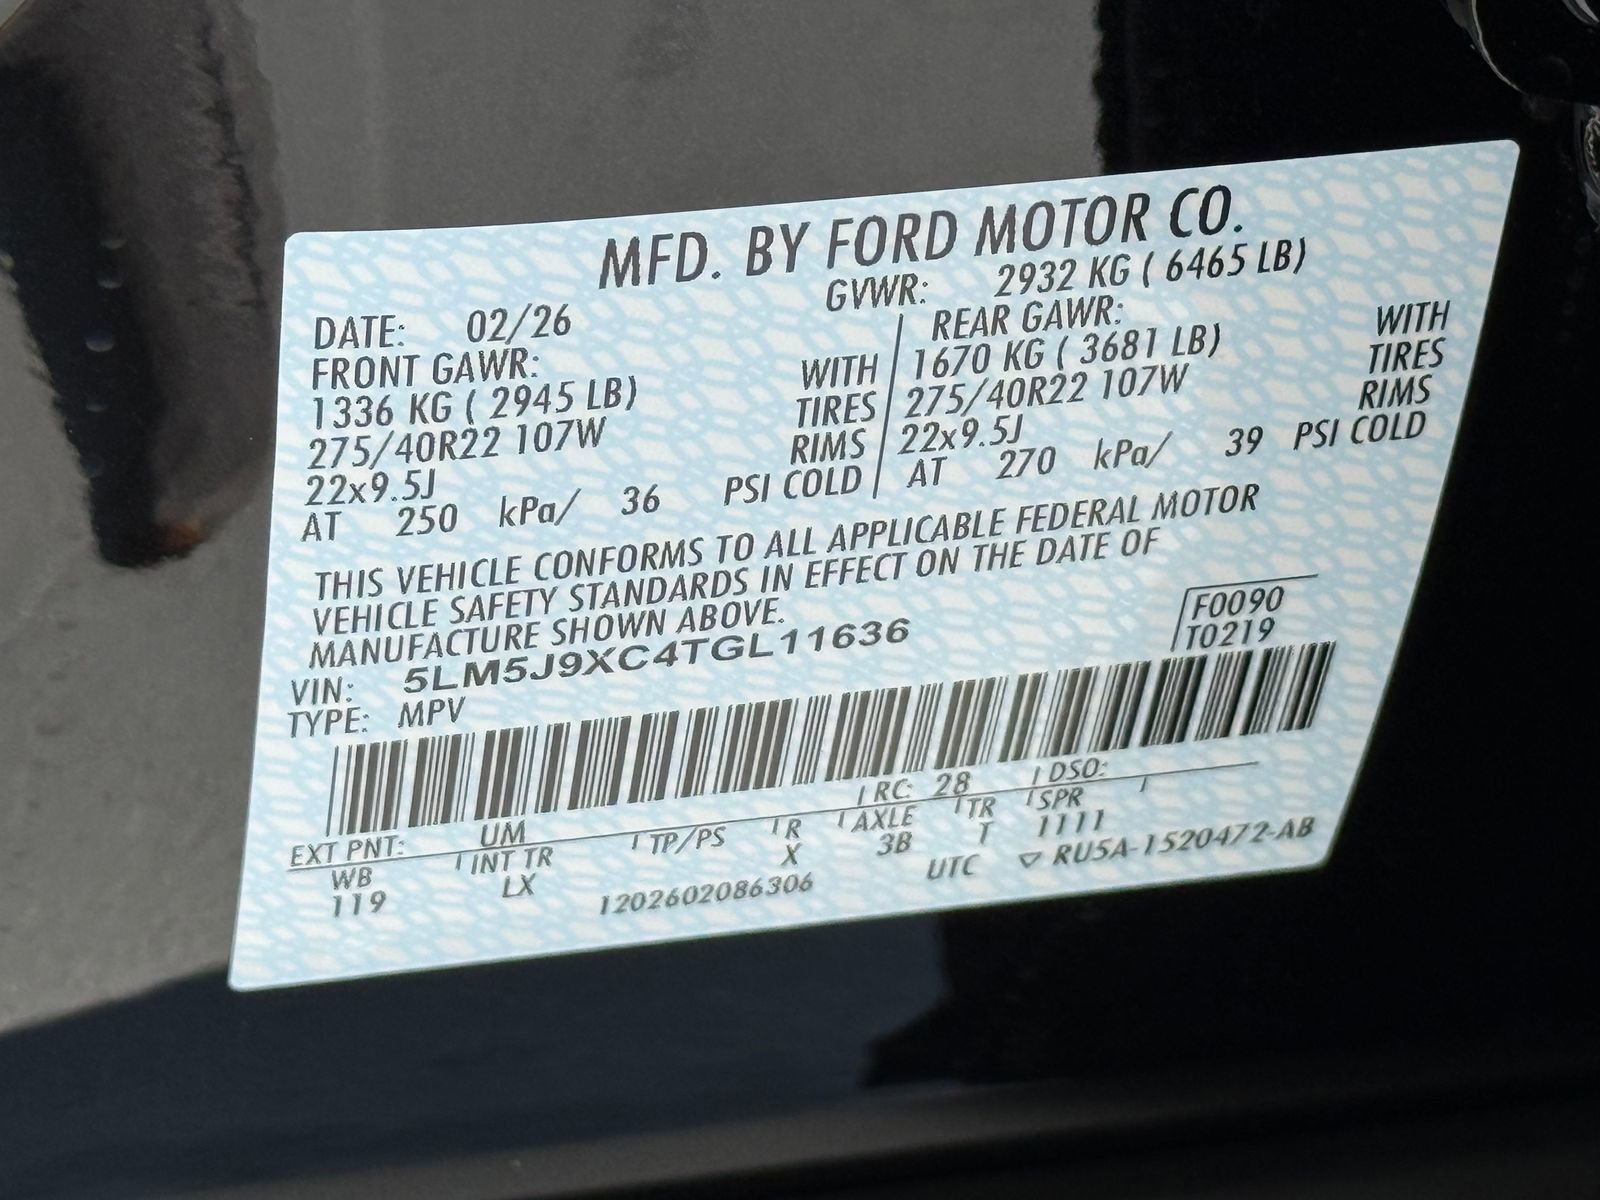 MFD. BY FORD MOTOR CO.
DATE: 02/26 GVWR: 2932 KG ( 6465 LB)
FRONT GAWR: REAR GAWR:
1336 KG ( 2945 LB) WITH 1670 KG ( 3681 LB) WITH
275/40R22 107W TIRES 275/40R22 107W TIRES
22x9.5J RIMS 22x9.5J RIMS
AT 250 kPa/ 36 PSI COLD AT 270 kPa/ 39 PSI COLD
THIS VEHICLE CONFORMS TO ALL APPLICABLE FEDERAL MOTOR
VEHICLE SAFETY STANDARDS IN EFFECT ON THE DATE OF
MANUFACTURE SHOWN ABOVE.
F0090
VIN: 5LM5J9XC4TGL11636 T0219
TYPE: MPV
EXT PNT: UM RC: 28 DSO:
WB INT TR TP/PS R AXLE TR SPR
119 LX X 3B T 1111
1202602086306 UTC ▽ RU5A-1520472-AB